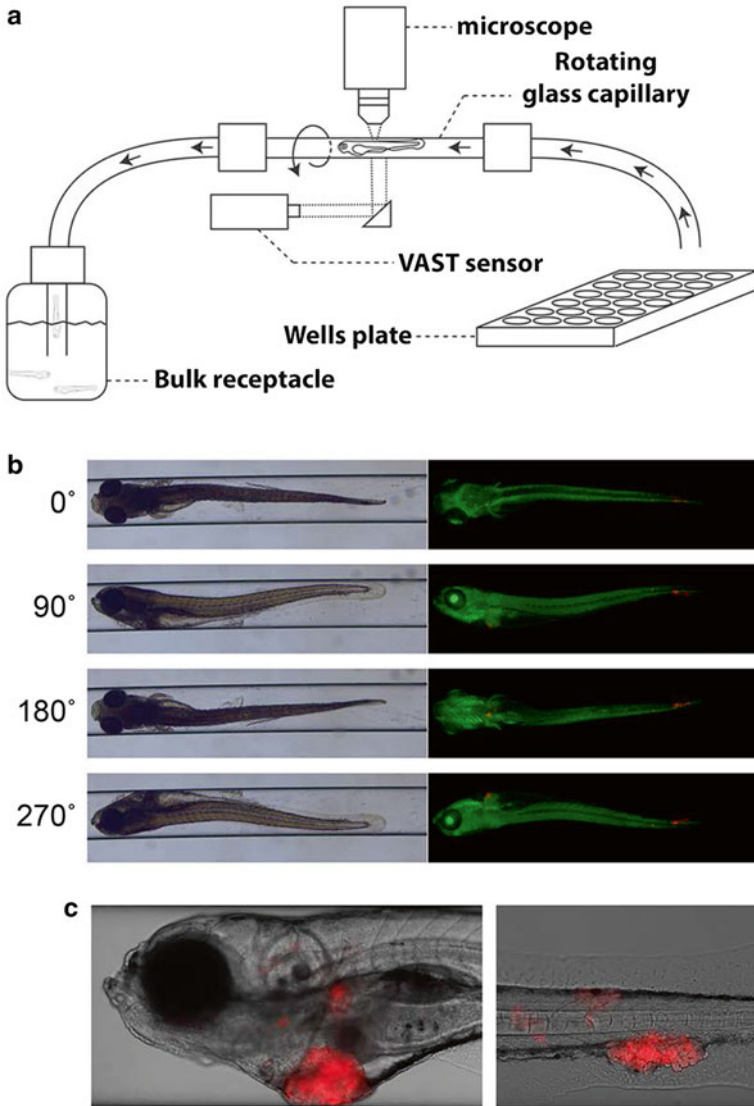 a
microscope
Rotating
glass capillary
VAST sensor
Wells plate
Bulk receptacle
b
0°
90°
180°
270°
c